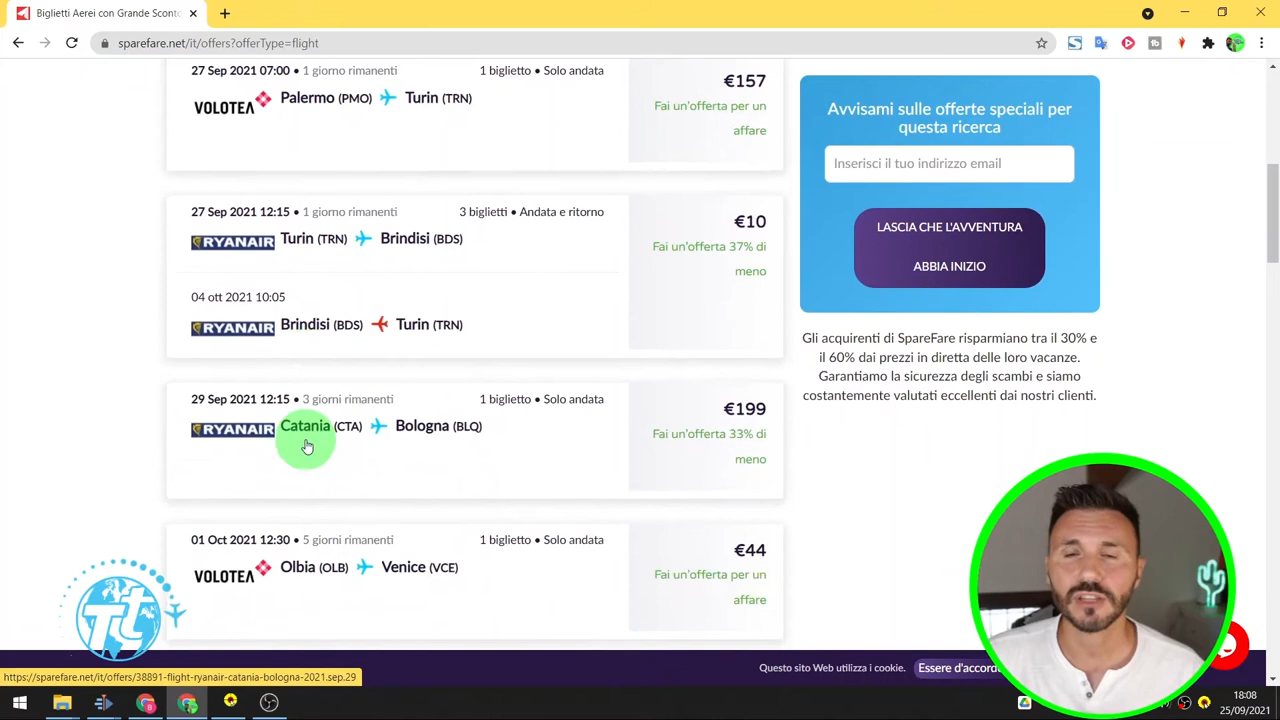 Biglietti Aerei con Grande Sconto
sparefare.net/it/offers?offerType=flight
27 Sep 2021 07:00 • 1 giorno rimanenti
1 biglietto • Solo andata
€157
VOLOTEA
Palermo (PMO) Turin (TRN)
Fai un'offerta per un
affare
27 Sep 2021 12:15 • 1 giorno rimanenti
3 biglietti • Andata e ritorno
€10
RYANAIR
Turin (TRN) Brindisi (BDS)
Fai un'offerta 37% di
meno
04 ott 2021 10:05
RYANAIR
Brindisi (BDS) Turin (TRN)
29 Sep 2021 12:15 • 3 giorni rimanenti
1 biglietto • Solo andata
€199
RYANAIR
Catania (CTA) Bologna (BLQ)
Fai un'offerta 33% di
meno
01 Oct 2021 12:30 • 5 giorni rimanenti
1 biglietto • Solo andata
€44
VOLOTEA
Olbia (OLB) Venice (VCE)
Fai un'offerta per un
affare
Avvisami sulle offerte speciali per
questa ricerca
Inserisci il tuo indirizzo email
LASCIA CHE L'AVVENTURA
ABBIA INIZIO
Gli acquirenti di SpareFare risparmiano tra il 30% e
il 60% dai prezzi in diretta delle loro vacanze.
Garantiamo la sicurezza degli scambi e siamo
costantemente valutati eccellenti dai nostri clienti.
TT
Questo sito Web utilizza i cookie.
Essere d'accordo
https://sparefare.net/it/offers/38891-flight-ryanair-catania-bologna-2021.sep.29
18:08
25/09/2021